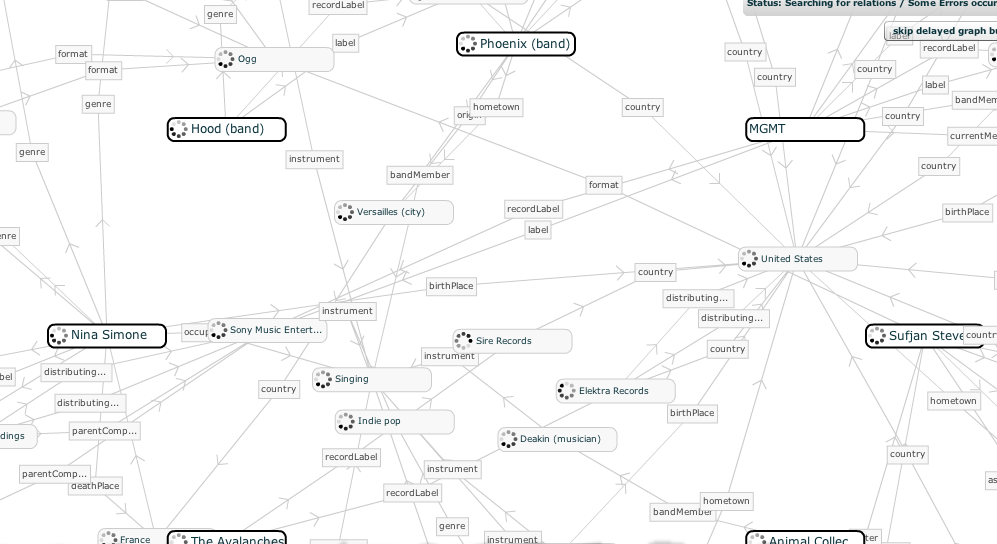 Status: Searching for relations / Some Errors occur
recordLabel
genre
skip delayed graph bu
label
label
Phoenix (band)
recordLabel
country
format
Ogg
format
country
country
label
genre
hometown
country
bandMem
country
Hood (band)
MGMT
currentMe
genre
instrument
country
bandMember
format
Versailles (city)
recordLabel
birthPlace
label
enre
United States
country
birthPlace
distributing...
instrument
distributing...
Nina Simone
occup
Sony Music Entert...
Sire Records
Sufjan Steve
country
country
instrument
distributing...
bel
Singing
country
Elektra Records
distributing...
hometown
birthPlace
Indie pop
parentComp...
dings
Deakin (musician)
country
recordLabel
instrument
parentComp...
deathPlace
as
recordLabel
hometown
bandMember
genre
France
The Avalanches
instrument
Animal Collec
ter